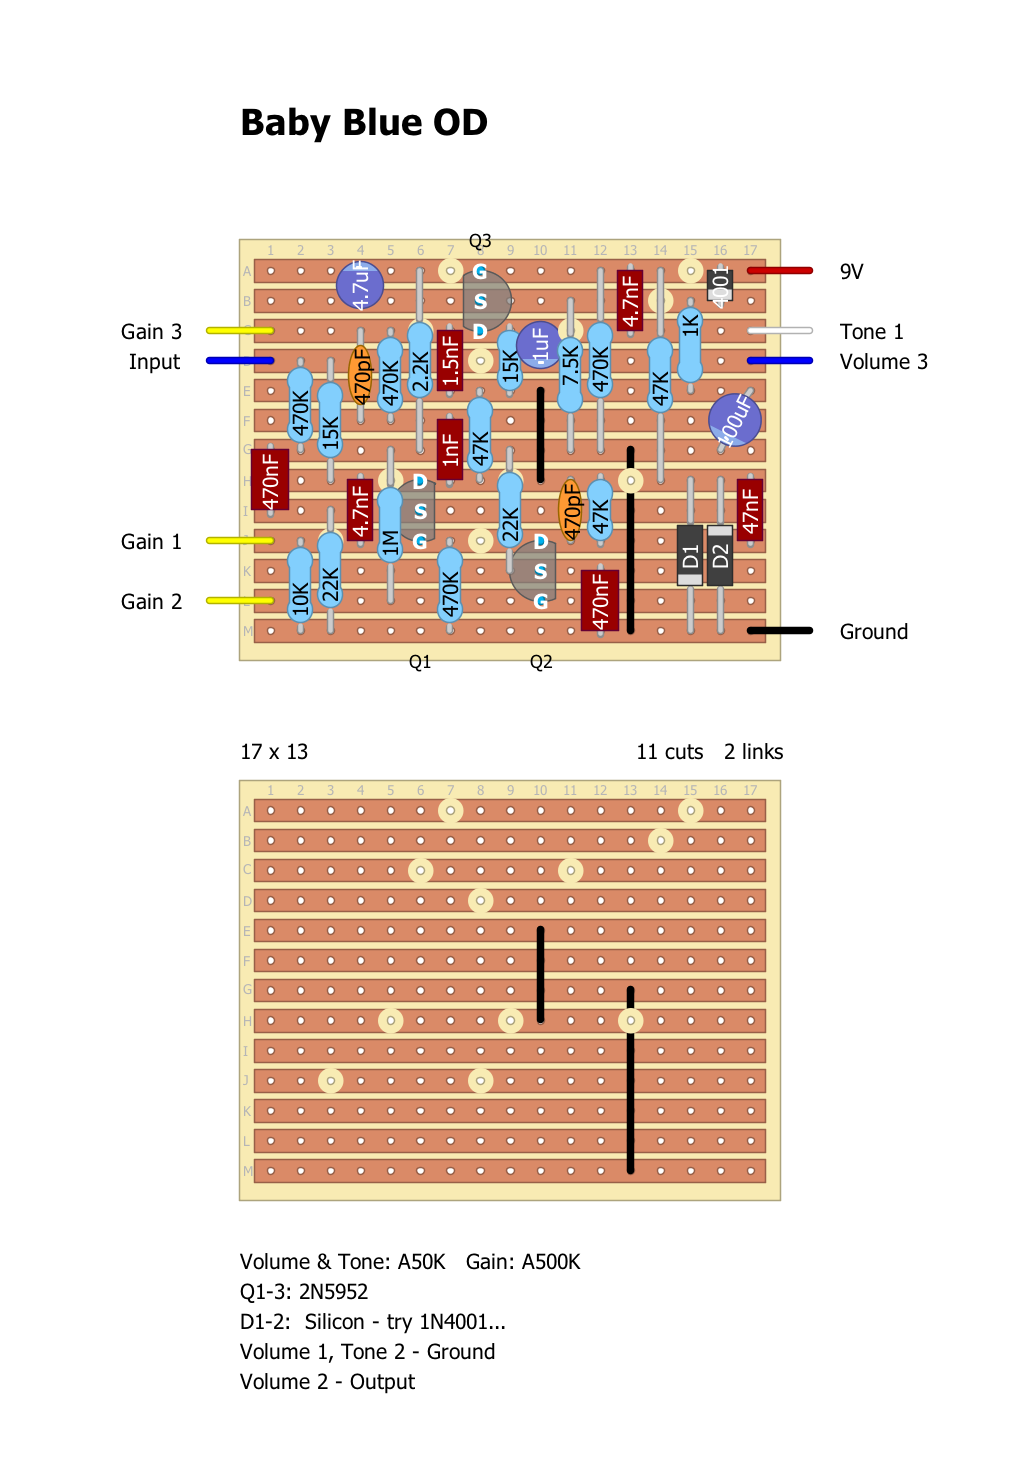 Baby Blue OD
Q3
1 2 3 4 5 6 7 8 9 10 11 12 13 14 15 16 17
A
B
D
E
F
G
H
I
K
M
9V
Gain 3
Tone 1
Input
Volume 3
Gain 1
Gain 2
Ground
4.7uF
G
S
D
4.7nF
4001
470pF
470K
2.2K
1.5nF
15K
1uF
7.5K
470K
47K
1K
470K
15K
1nF
47K
100uF
470nF
4.7nF
1M
D
S
G
22K
470pF
47K
47nF
D
S
G
D1
D2
10K
22K
470K
470nF
Q1
Q2
17 x 13
11 cuts 2 links
1 2 3 4 5 6 7 8 9 10 11 12 13 14 15 16 17
A
B
C
D
E
F
G
H
I
J
K
L
M
Volume & Tone: A50K Gain: A500K
Q1-3: 2N5952
D1-2: Silicon - try 1N4001...
Volume 1, Tone 2 - Ground
Volume 2 - Output